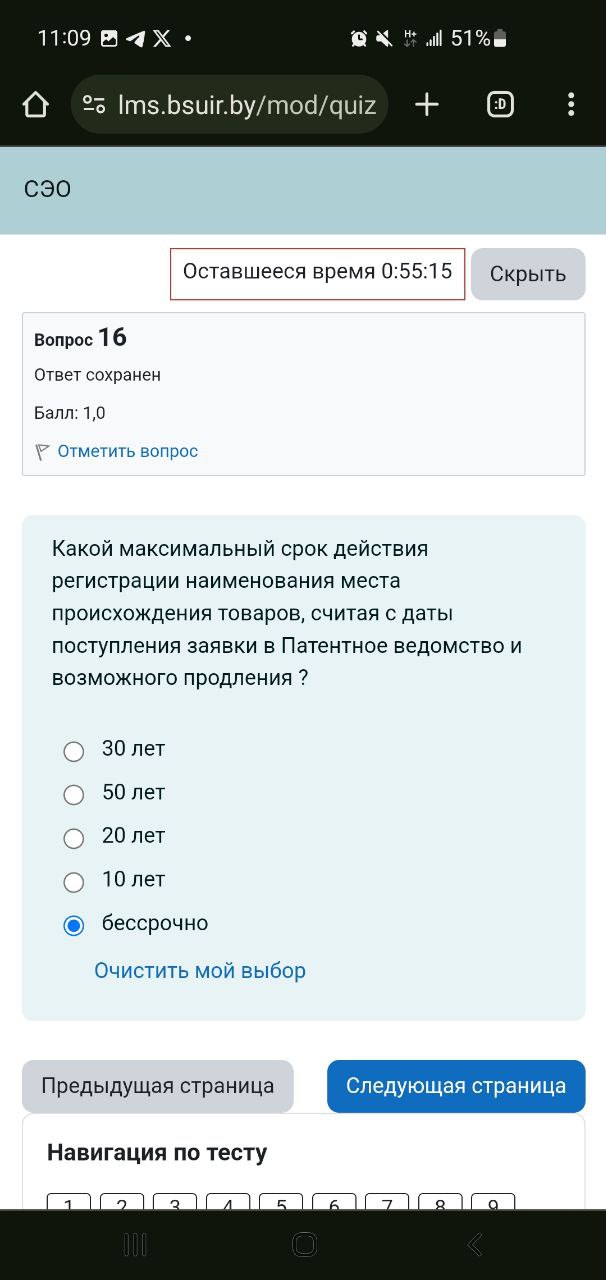 11:09 51%
lms.bsuir.by/mod/quiz :D
СЭО
Оставшееся время 0:55:15 Скрыть
Вопрос 16
Ответ сохранен
Балл: 1,0
Отметить вопрос
Какой максимальный срок действия
регистрации наименования места
происхождения товаров, считая с даты
поступления заявки в Патентное ведомство и
возможного продления ?
30 лет
50 лет
20 лет
10 лет
бессрочно
Очистить мой выбор
Предыдущая страница Следующая страница
Навигация по тесту
1 2 3 4 5 6 7 8 9